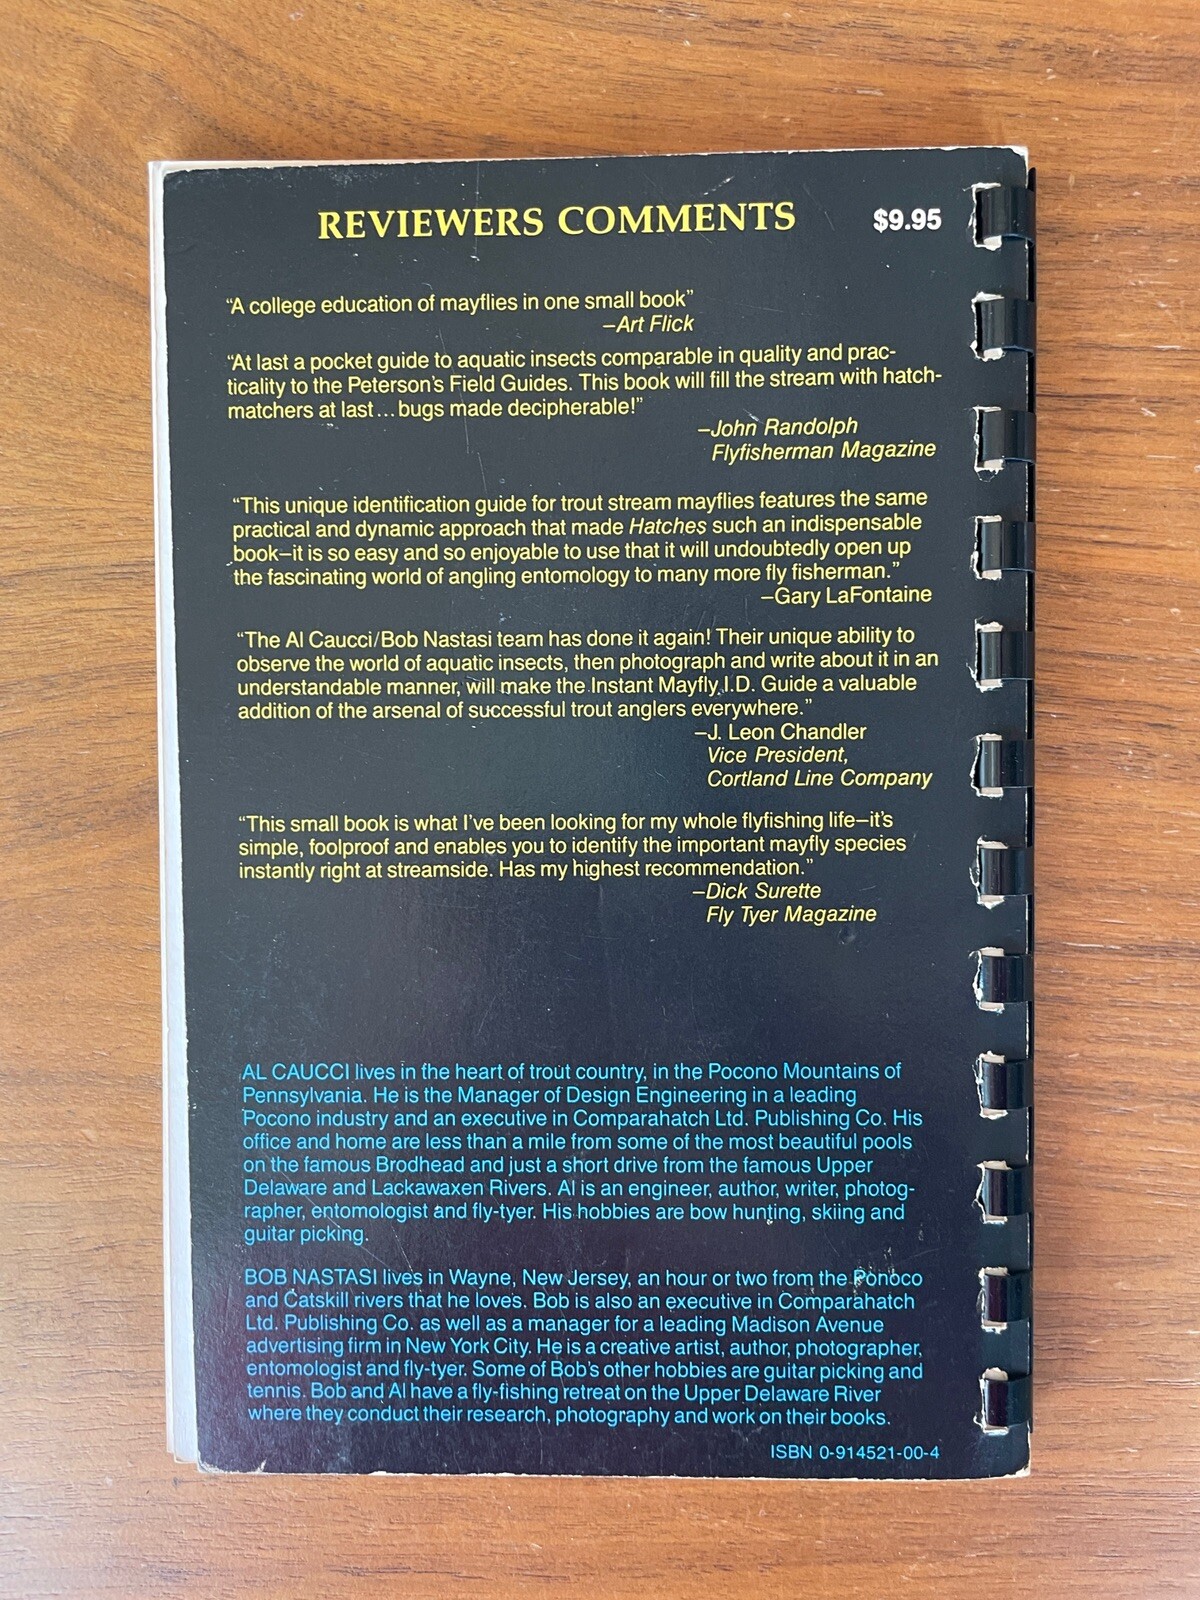 REVIEWERS COMMENTS $9.95
“A college education of mayflies in one small book”
–Art Flick
“At last a pocket guide to aquatic insects comparable in quality and prac-
ticality to the Peterson's Field Guides. This book will fill the stream with hatch-
matchers at last... bugs made decipherable!”
–John Randolph
Flyfisherman Magazine
“This unique identification guide for trout stream mayflies features the same
practical and dynamic approach that made Hatches such an indispensable
book–it is so easy and so enjoyable to use that it will undoubtedly open up
the fascinating world of angling entomology to many more fly fisherman.”
–Gary LaFontaine
“The Al Caucci/Bob Nastasi team has done it again! Their unique ability to
observe the world of aquatic insects, then photograph and write about it in an
understandable manner, will make the Instant Mayfly I.D. Guide a valuable
addition of the arsenal of successful trout anglers everywhere.”
–J. Leon Chandler
Vice President,
Cortland Line Company
“This small book is what I've been looking for my whole flyfishing life–it's
simple, foolproof and enables you to identify the important mayfly species
instantly right at streamside. Has my highest recommendation.”
–Dick Surette
Fly Tyer Magazine
AL CAUCCI lives in the heart of trout country, in the Pocono Mountains of
Pennsylvania. He is the Manager of Design Engineering in a leading
Pocono industry and an executive in Comparahatch Ltd. Publishing Co. His
office and home are less than a mile from some of the most beautiful pools
on the famous Brodhead and just a short drive from the famous Upper
Delaware and Lackawaxen Rivers. Al is an engineer, author, writer, photog-
rapher, entomologist and fly-tyer. His hobbies are bow hunting, skiing and
guitar picking.
BOB NASTASI lives in Wayne, New Jersey, an hour or two from the Ponoco
and Catskill rivers that he loves. Bob is also an executive in Comparahatch
Ltd. Publishing Co. as well as a manager for a leading Madison Avenue
advertising firm in New York City. He is a creative artist, author, photographer,
entomologist and fly-tyer. Some of Bob's other hobbies are guitar picking and
tennis. Bob and Al have a fly-fishing retreat on the Upper Delaware River
where they conduct their research, photography and work on their books.
ISBN 0-914521-00-4